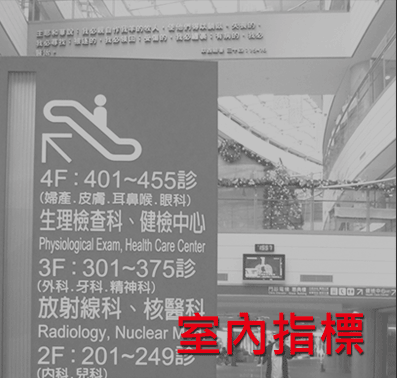 4F : 401~455診
(婦產.皮膚.耳鼻喉.眼科)
生理檢查科、健檢中心
Physiological Exam, Health Care Center
3F : 301~375診
(外科.牙科.精神科)
放射線科、核醫科
Radiology, Nuclear M
2F : 201~249診
(內科.兒科)
室內指標